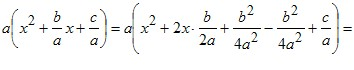 a(x² + b/a x + c/a) = a(x² + 2x · b/2a + b²/4a² − b²/4a² + c/a) =